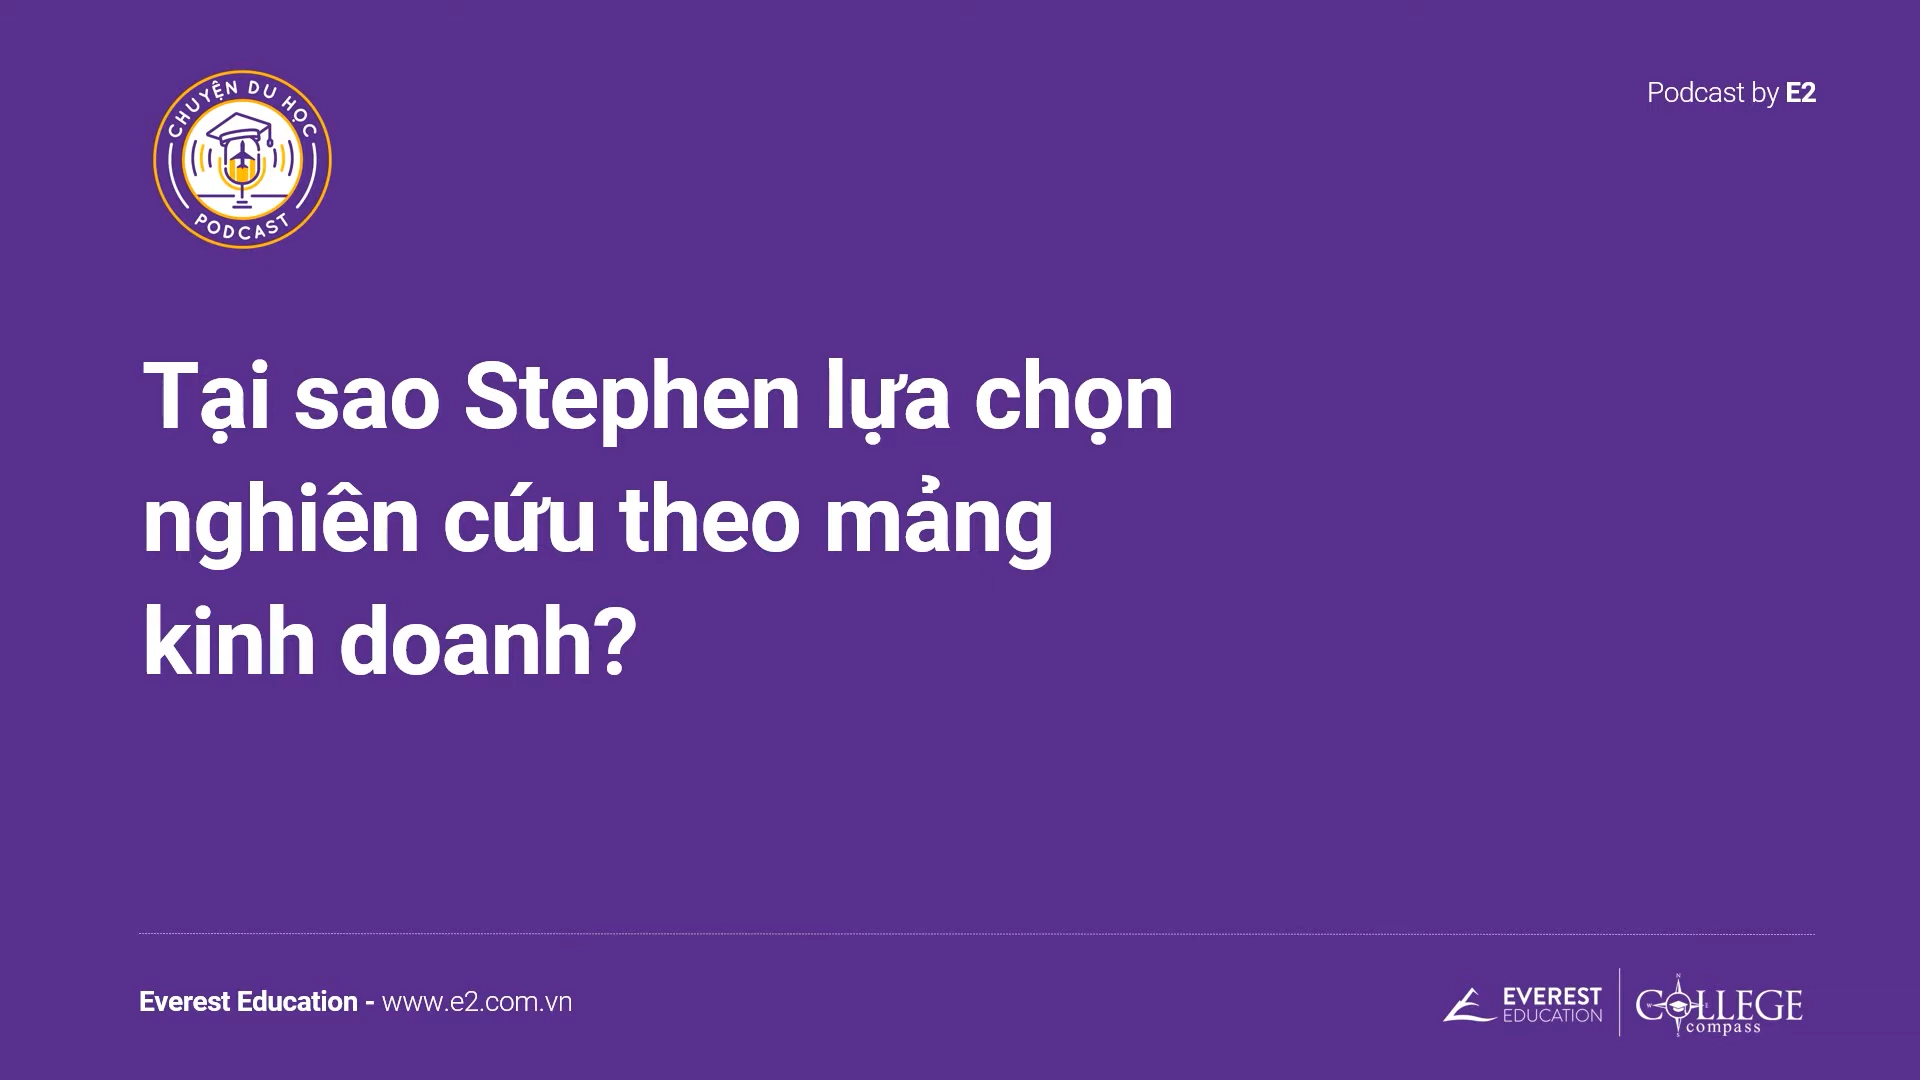 CHUYỆN DU HỌC
PODCAST
Podcast by E2
Tại sao Stephen lựa chọn
nghiên cứu theo mảng
kinh doanh?
Everest Education - www.e2.com.vn
EVEREST
EDUCATION
COLLEGE
compass